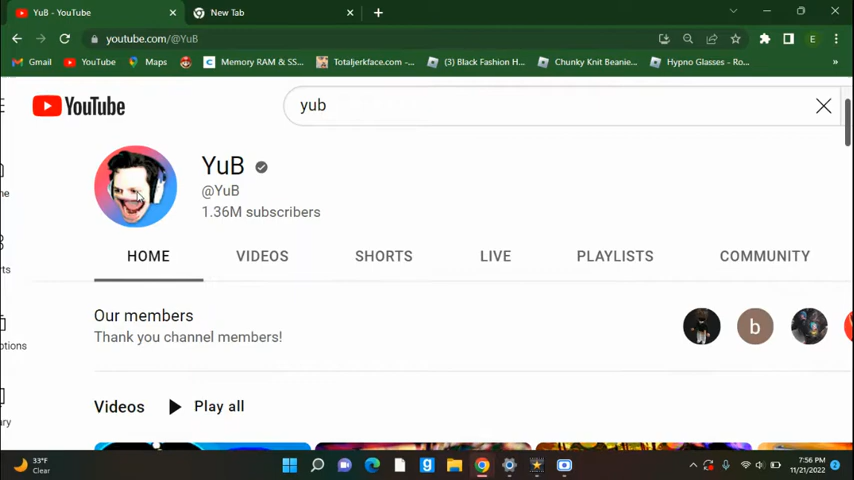 YuB - YouTube
New Tab
youtube.com/@YuB
Gmail
YouTube
Maps
Memory RAM & SS...
Totaljerkface.com -...
(3) Black Fashion H...
Chunky Knit Beanie...
Hypno Glasses - Ro...
»
E
YouTube
yub
YuB
@YuB
1.36M subscribers
HOME VIDEOS SHORTS LIVE PLAYLISTS COMMUNITY
Our members
Thank you channel members!
b
Videos Play all
33°F
Clear
7:56 PM
11/21/2022
2